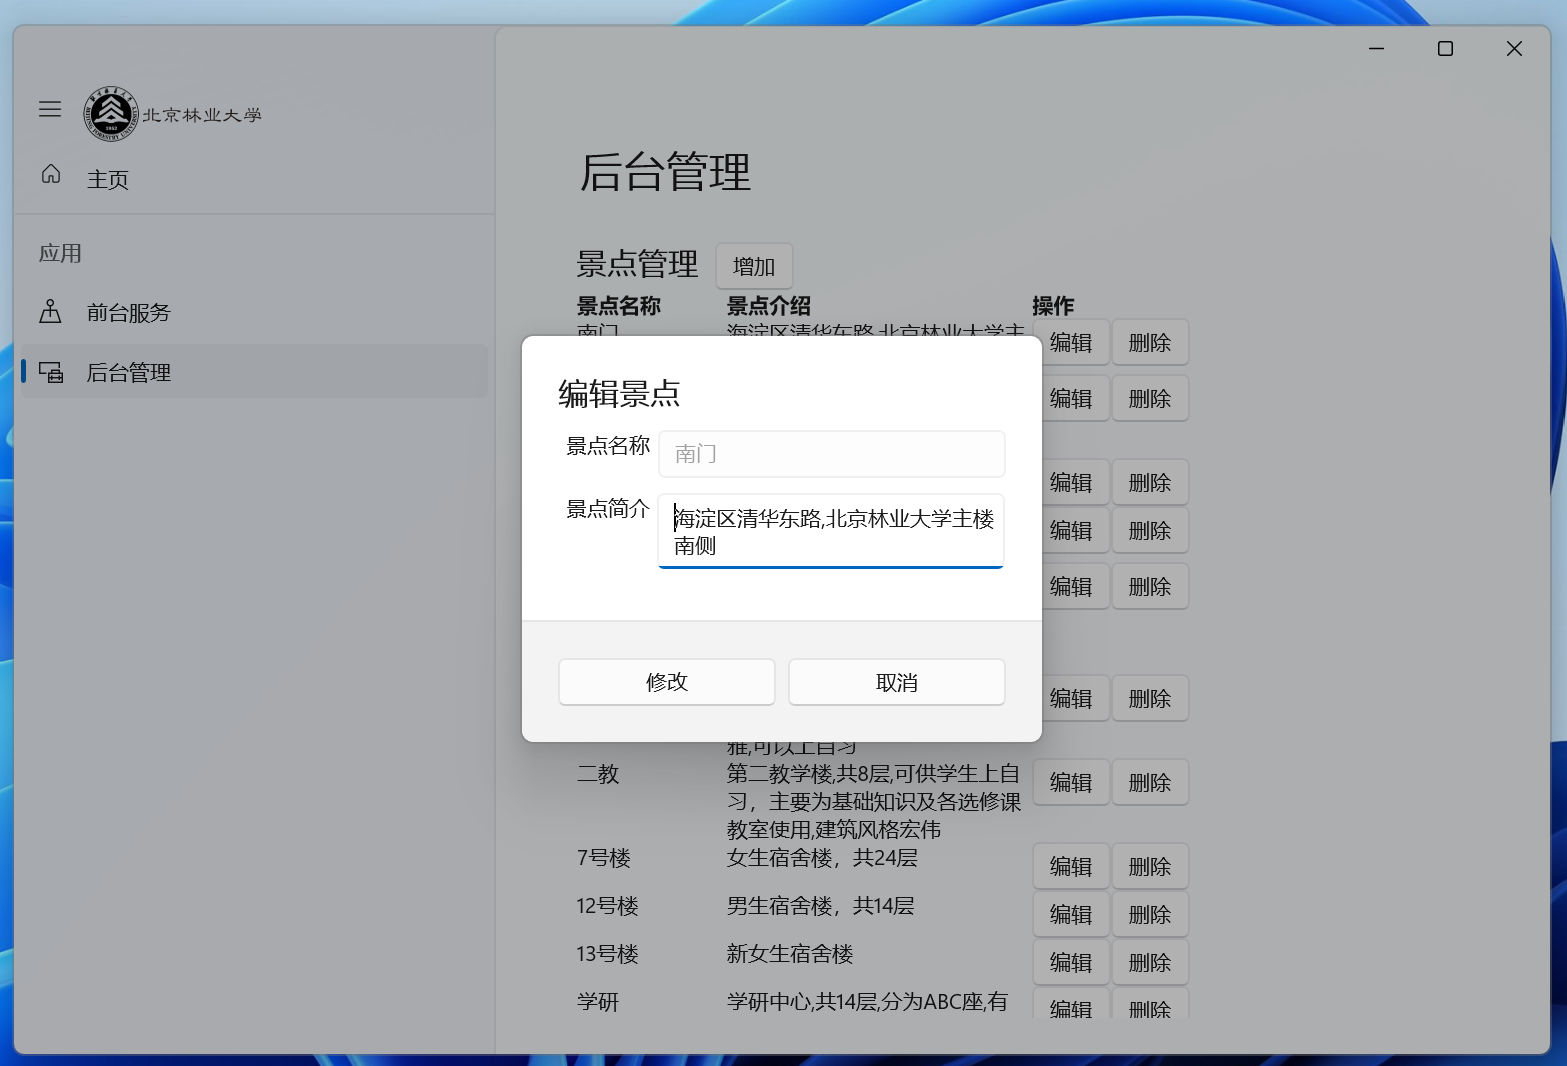 北京林业大学
主页
应用
前台服务
后台管理
后台管理
景点管理 增加
景点名称 景点介绍 操作
南门 海淀区清华东路,北京林业大学主 编辑 删除
编辑 删除
编辑 删除
编辑 删除
编辑 删除
编辑 删除
编辑景点
景点名称 南门
景点简介 海淀区清华东路,北京林业大学主楼
南侧
修改 取消
雅,可以上自习
二教 第二教学楼,共8层,可供学生上自 编辑 删除
习，主要为基础知识及各选修课
教室使用,建筑风格宏伟
7号楼 女生宿舍楼，共24层 编辑 删除
12号楼 男生宿舍楼，共14层 编辑 删除
13号楼 新女生宿舍楼 编辑 删除
学研 学研中心,共14层,分为ABC座,有 编辑 删除